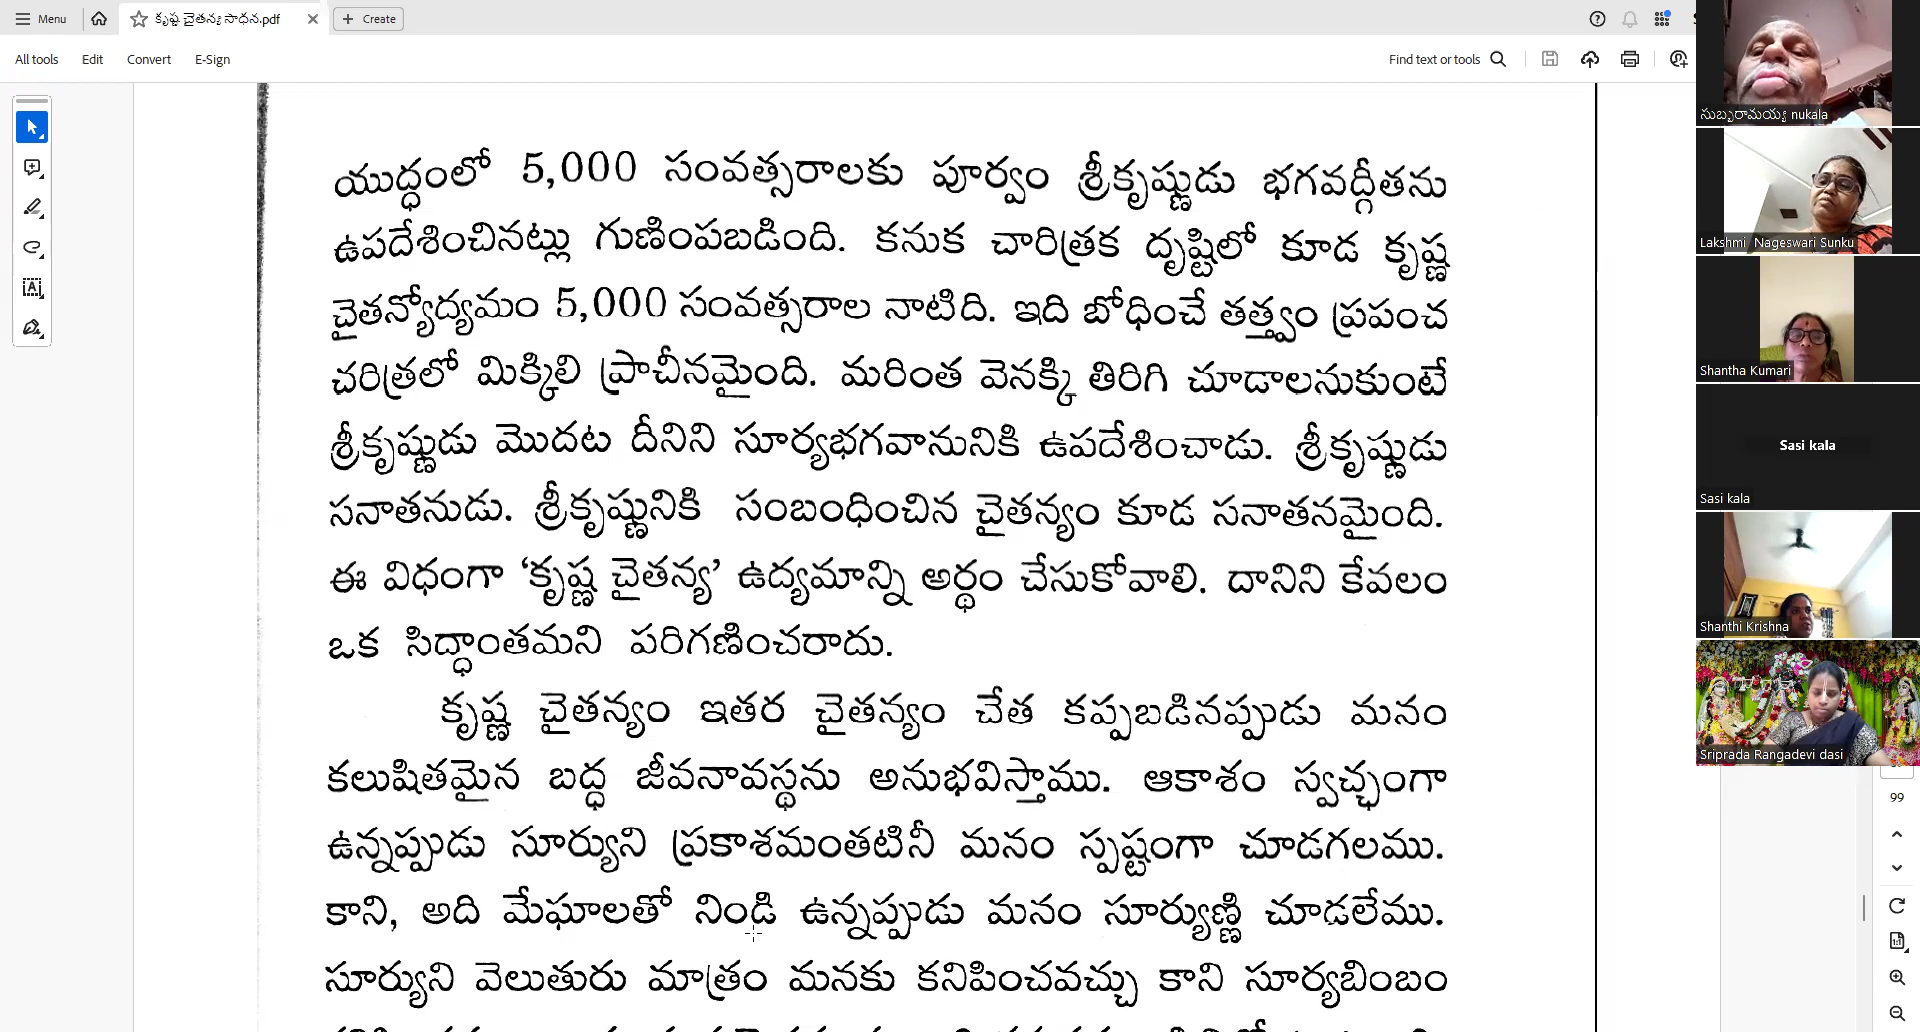 Menu
కృష్ణ చైతన్య సాధన.pdf
Create
All tools
Edit
Convert
E-Sign
Find text or tools
యుద్ధంలో 5,000 సంవత్సరాలకు పూర్వం శ్రీకృష్ణుడు భగవద్గీతను
ఉపదేశించినట్లు గుణింపబడింది. కనుక చారిత్రక దృష్టిలో కూడ కృష్ణ
చైతన్యోద్యమం 5,000 సంవత్సరాల నాటిది. ఇది బోధించే తత్త్వం ప్రపంచ
చరిత్రలో మిక్కిలి ప్రాచీనమైంది. మరింత వెనక్కి తిరిగి చూడాలనుకుంటే
శ్రీకృష్ణుడు మొదట దీనిని సూర్యభగవానునికి ఉపదేశించాడు. శ్రీకృష్ణుడు
సనాతనుడు. శ్రీకృష్ణునికి సంబంధించిన చైతన్యం కూడ సనాతనమైంది.
ఈ విధంగా ‘కృష్ణ చైతన్య’ ఉద్యమాన్ని అర్థం చేసుకోవాలి. దానిని కేవలం
ఒక సిద్ధాంతమని పరిగణించరాదు.
కృష్ణ చైతన్యం ఇతర చైతన్యం చేత కప్పబడినప్పుడు మనం
కలుషితమైన బద్ధ జీవనావస్థను అనుభవిస్తాము. ఆకాశం స్వచ్ఛంగా
ఉన్నప్పుడు సూర్యుని ప్రకాశమంతటినీ మనం స్పష్టంగా చూడగలము.
కాని, అది మేఘాలతో నిండి ఉన్నప్పుడు మనం సూర్యుణ్ణి చూడలేము.
సూర్యుని వెలుతురు మాత్రం మనకు కనిపించవచ్చు కాని సూర్యబింబం
సుబ్బరామయ్య nukala
Lakshmi Nageswari Sunku
Shantha Kumari
Sasi kala
Sasi kala
Shanthi Krishna
Sriprada Rangadevi dasi
99